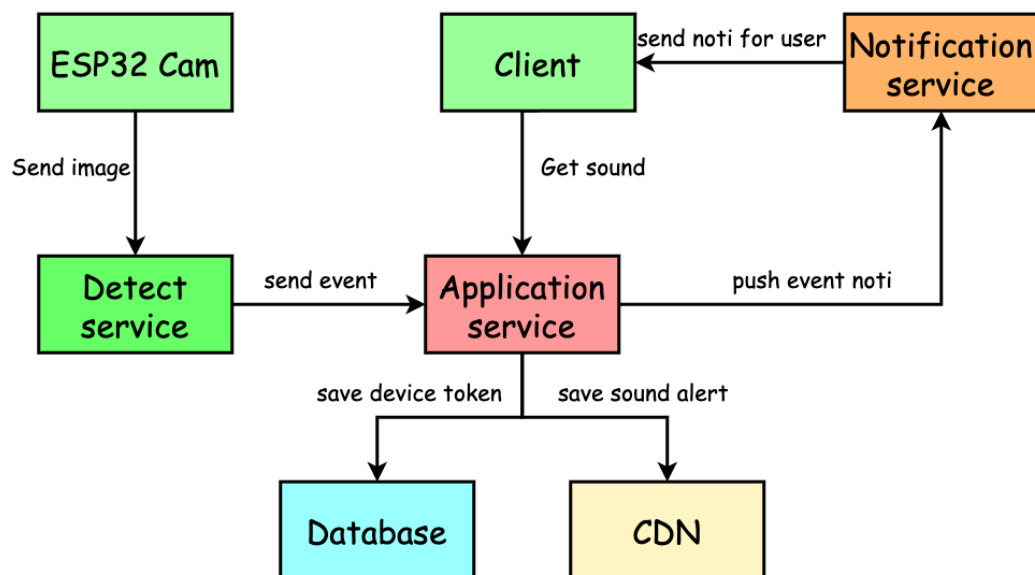 ESP32 Cam
Client
send noti for user
Notification
service
Send image
Get sound
Detect
service
send event
Application
service
push event noti
save device token
save sound alert
Database
CDN